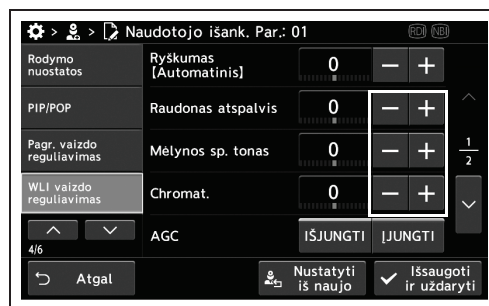 > > Naudotojo išank. Par.: 01 RDI NBI
Rodymo
nuostatos
Ryškumas
【Automatinis】
0 − +
PIP/POP
Raudonas atspalvis 0 − +
Pagr. vaizdo
reguliavimas
Mėlynos sp. tonas 0 − +
1
2
WLI vaizdo
reguliavimas
Chromat. 0 − +
4/6
AGC IŠJUNGTI ĮJUNGTI
Atgal
Nustatyti
iš naujo
Išsaugoti
ir uždaryti